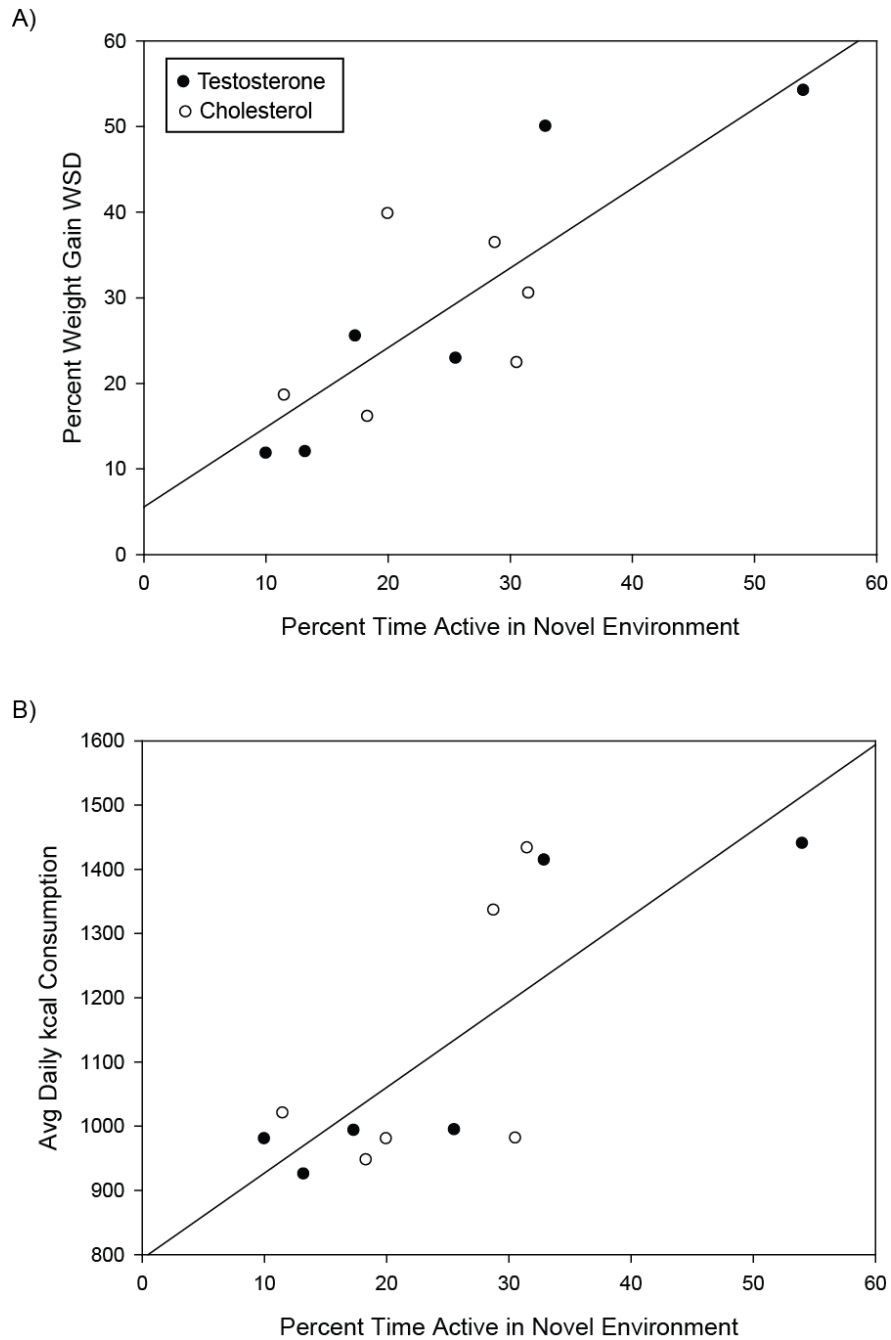 A)
60
50
40
30
20
10
0
Percent Weight Gain WSD
Testosterone
Cholesterol
0 10 20 30 40 50 60
Percent Time Active in Novel Environment
B)
1600
1500
1400
1300
1200
1100
1000
900
800
Avg Daily kcal Consumption
0 10 20 30 40 50 60
Percent Time Active in Novel Environment